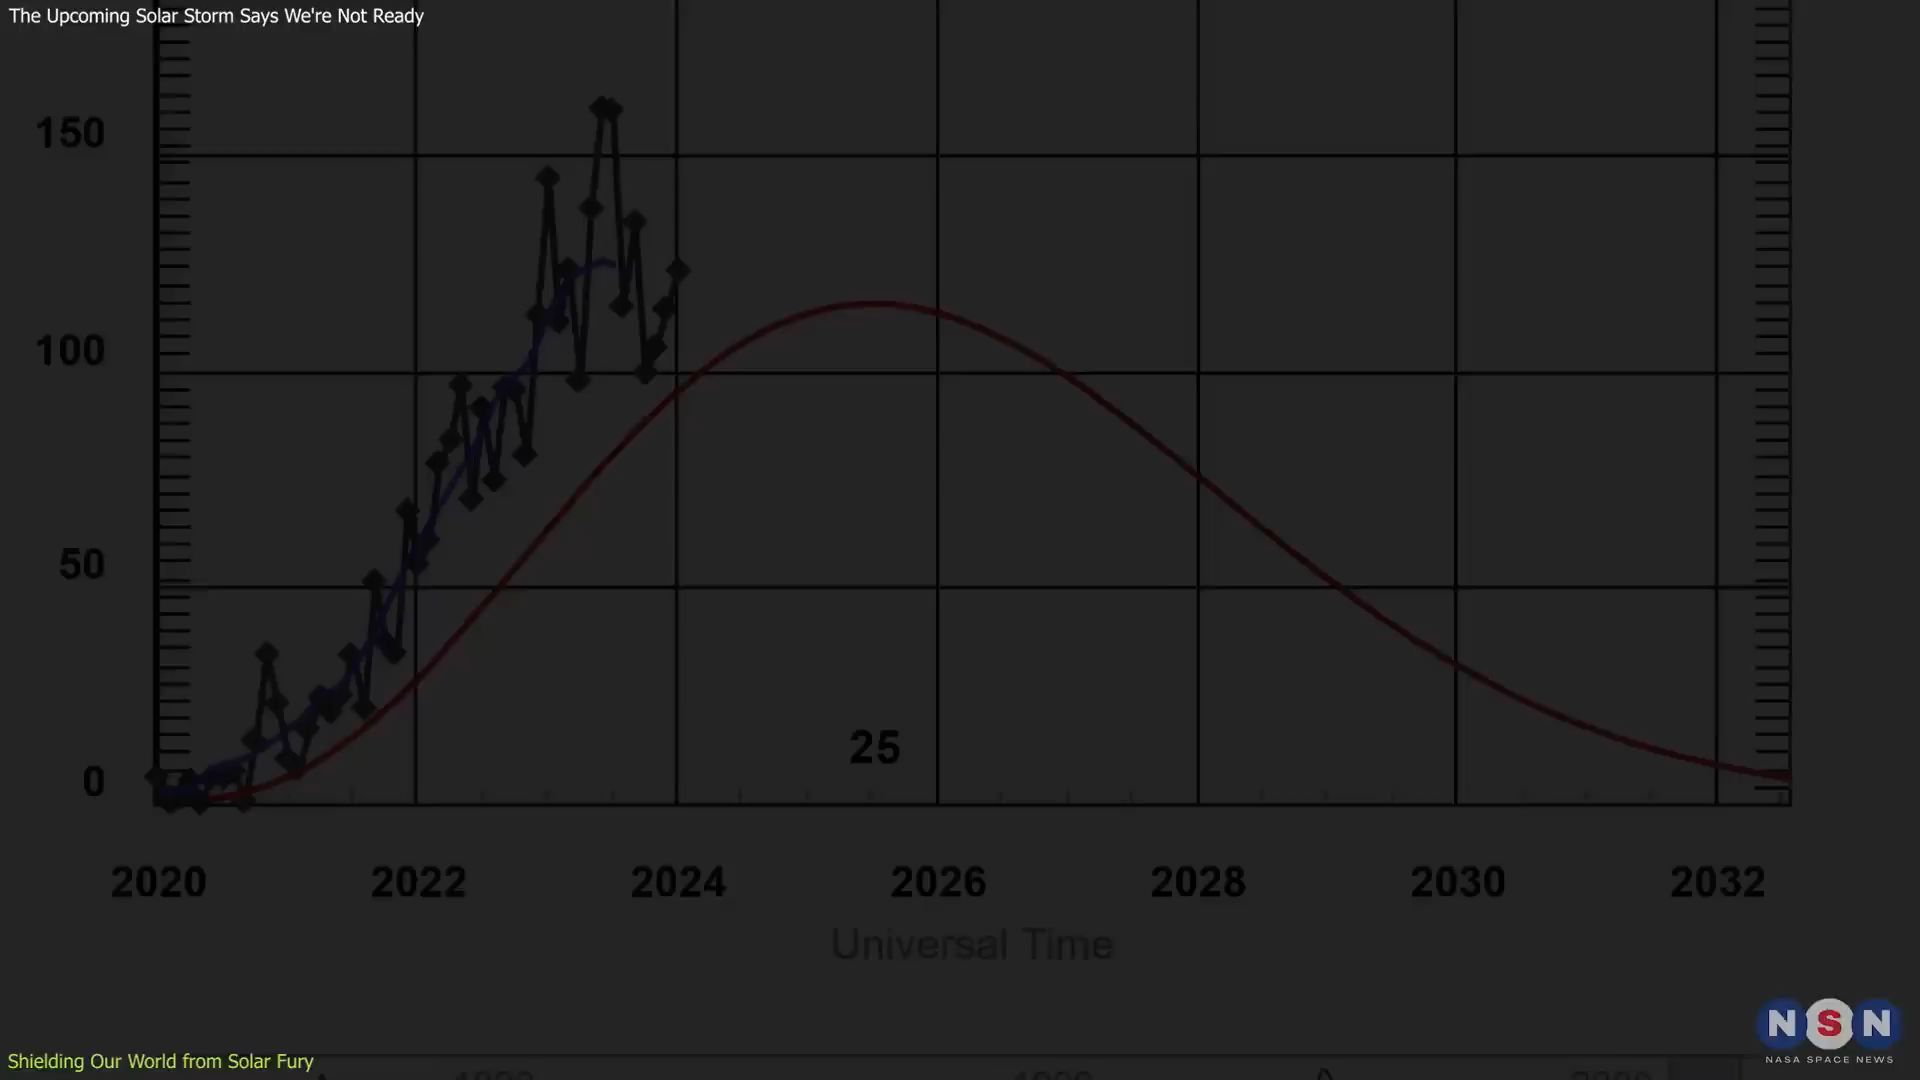 The Upcoming Solar Storm Says We're Not Ready
150
100
50
0
25
2020 2022 2024 2026 2028 2030 2032
Universal Time
NSN
NASA SPACE NEWS
Shielding Our World from Solar Fury